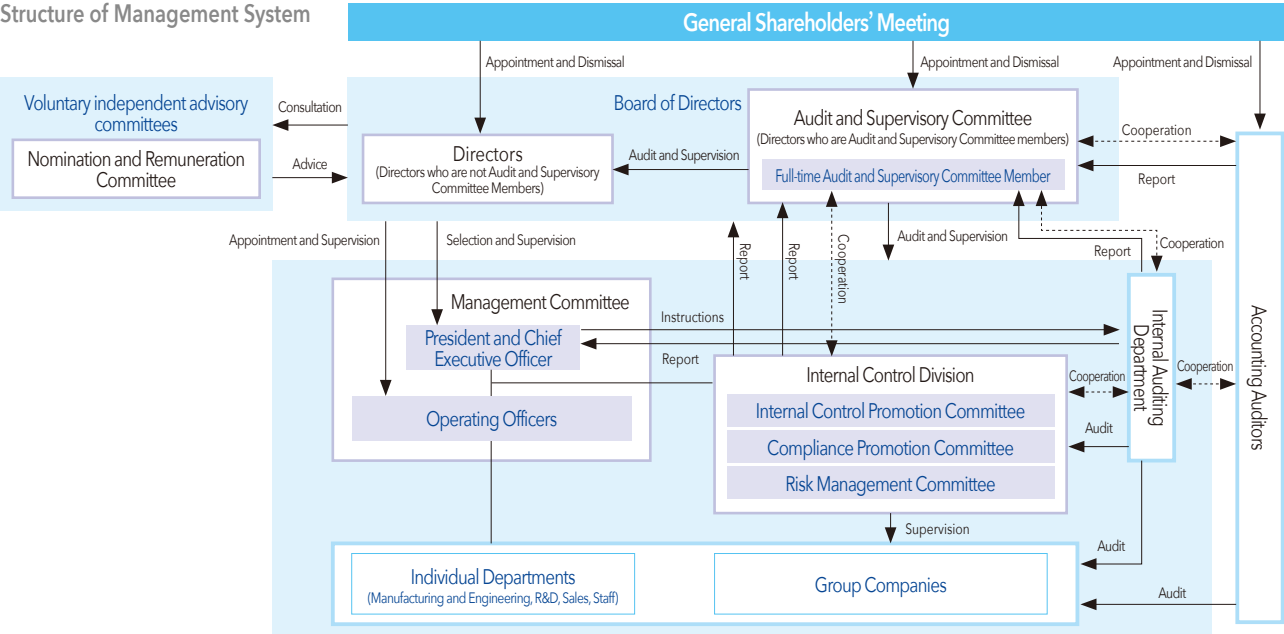 Structure of Management System
General Shareholders’ Meeting
Appointment and Dismissal
Appointment and Dismissal
Appointment and Dismissal
Voluntary independent advisory
committees
Consultation
Board of Directors
Audit and Supervisory Committee
(Directors who are Audit and Supervisory Committee members)
Full-time Audit and Supervisory Committee Member
Cooperation
Nomination and Remuneration
Committee
Advice
Directors
(Directors who are not Audit and Supervisory
Committee Members)
Audit and Supervision
Report
Appointment and Supervision
Selection and Supervision
Report
Report
Cooperation
Audit and Supervision
Report
Cooperation
Management Committee
President and Chief
Executive Officer
Instructions
Report
Operating Officers
Internal Control Division
Internal Control Promotion Committee
Compliance Promotion Committee
Risk Management Committee
Cooperation
Audit
Internal Auditing
Department
Cooperation
Accounting Auditors
Supervision
Audit
Individual Departments
(Manufacturing and Engineering, R&D, Sales, Staff)
Group Companies
Audit